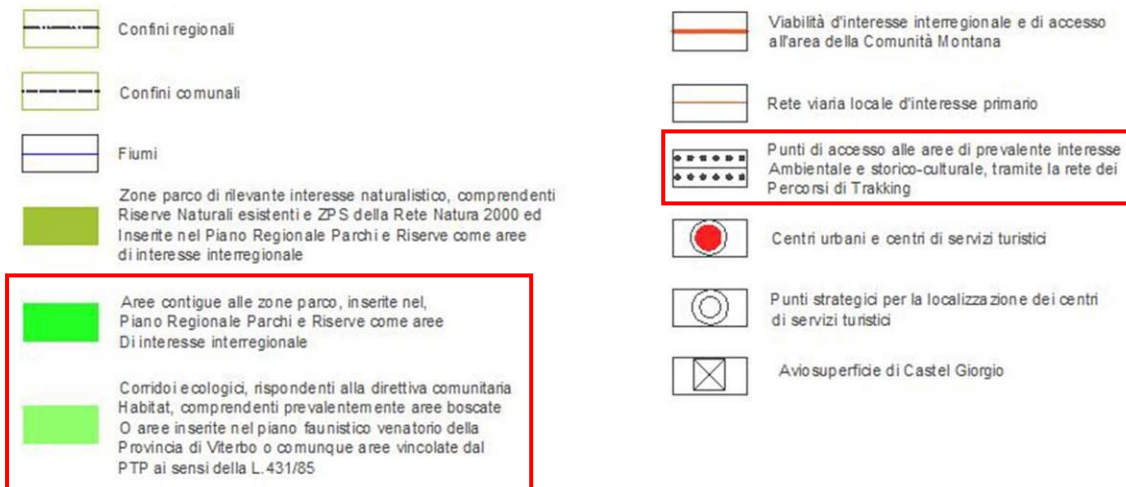 Confini regionali
Confini comunali
Fiumi
Zone parco di rilevante interesse naturalistico, comprendenti
Riserve Naturali esistenti e ZPS della Rete Natura 2000 ed
Inserite nel Piano Regionale Parchi e Riserve come aree
di interesse interregionale
Aree contigue alle zone parco, inserite nel,
Piano Regionale Parchi e Riserve come aree
Di interesse interregionale
Corridoi ecologici, rispondenti alla direttiva comunitaria
Habitat, comprendenti prevalentemente aree boscate
O aree inserite nel piano faunistico venatorio della
Provincia di Viterbo o comunque aree vincolate dal
PTP ai sensi della L.431/85
Viabilità d'interesse interregionale e di accesso
all'area della Comunità Montana
Rete viaria locale d'interesse primario
Punti di accesso alle aree di prevalente interesse
Ambientale e storico-culturale, tramite la rete dei
Percorsi di Trakking
Centri urbani e centri di servizi turistici
Punti strategici per la localizzazione dei centri
di servizi turistici
Aviosuperficie di Castel Giorgio